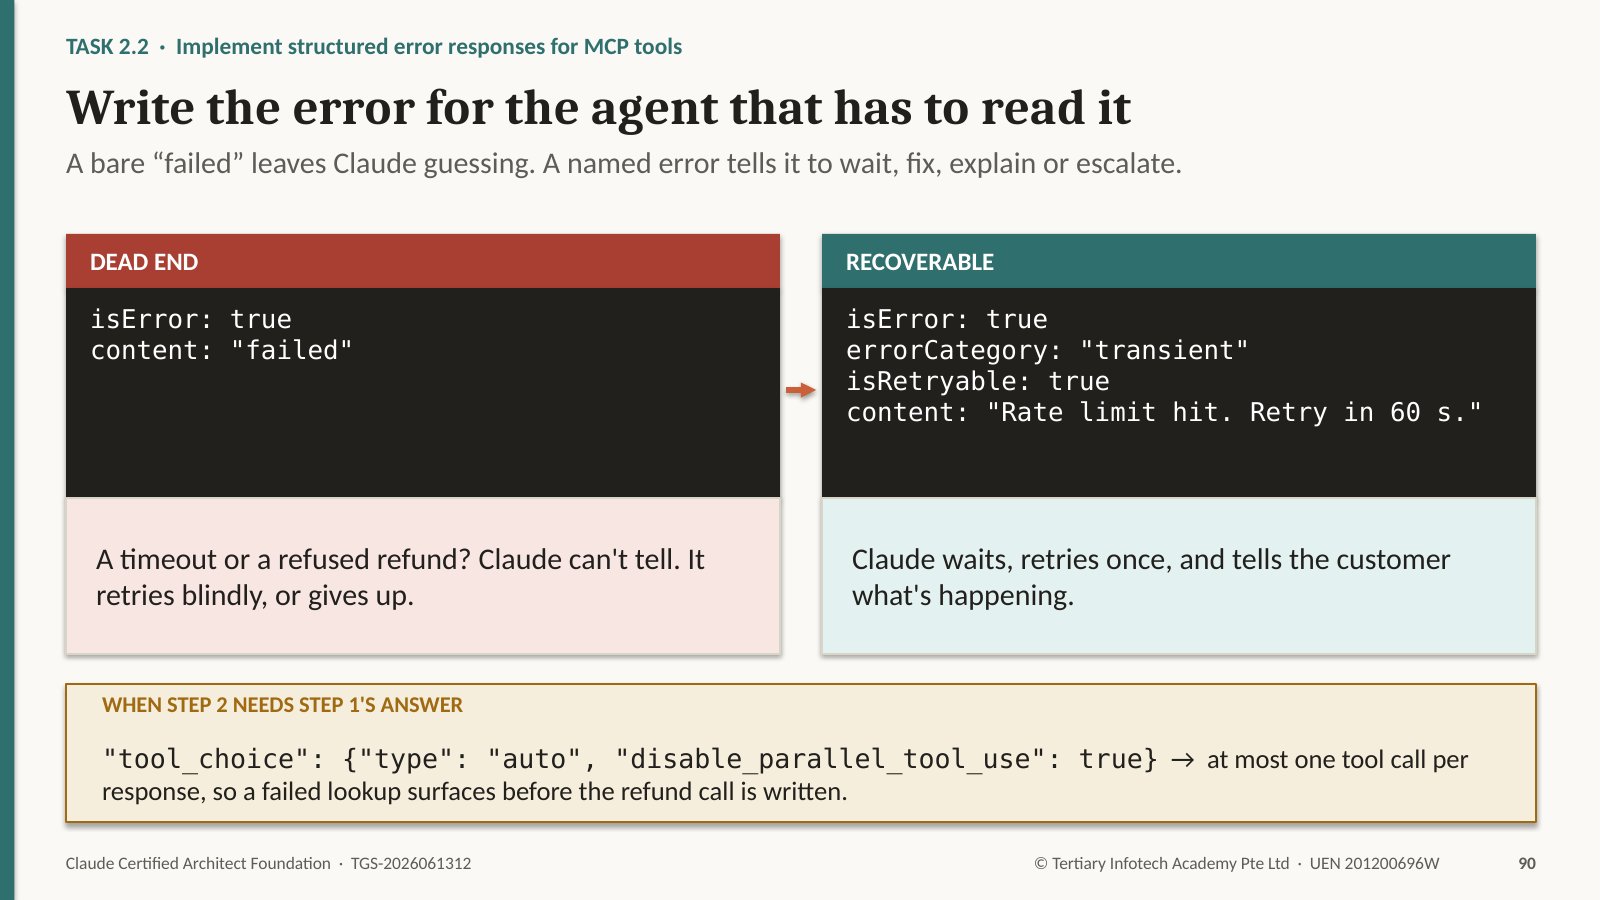 TASK 2.2 · Implement structured error responses for MCP tools
Write the error for the agent that has to read it
A bare “failed” leaves Claude guessing. A named error tells it to wait, fix, explain or escalate.
DEAD END
isError: true
content: "failed"
A timeout or a refused refund? Claude can't tell. It
retries blindly, or gives up.
RECOVERABLE
isError: true
errorCategory: "transient"
isRetryable: true
content: "Rate limit hit. Retry in 60 s."
Claude waits, retries once, and tells the customer
what's happening.
WHEN STEP 2 NEEDS STEP 1'S ANSWER
"tool_choice": {"type": "auto", "disable_parallel_tool_use": true} → at most one tool call per
response, so a failed lookup surfaces before the refund call is written.
Claude Certified Architect Foundation · TGS-2026061312
© Tertiary Infotech Academy Pte Ltd · UEN 201200696W
90